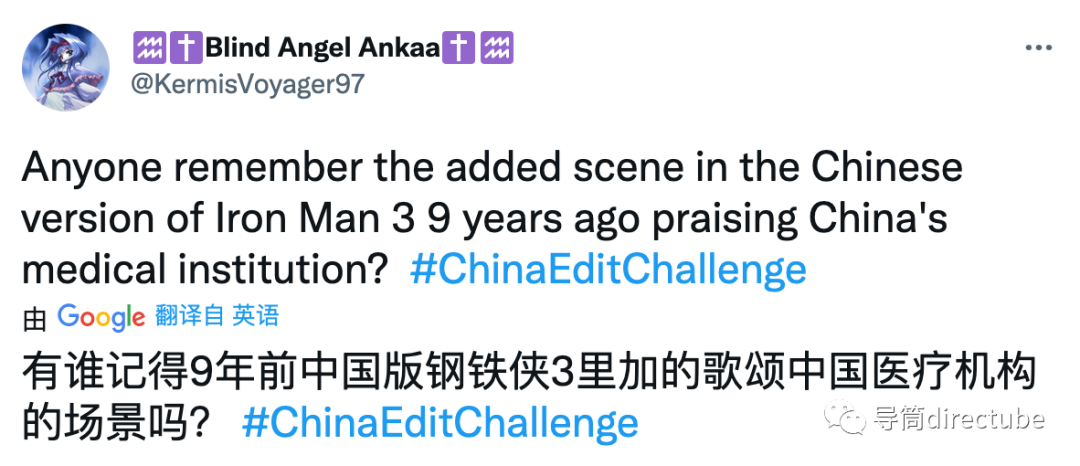 ♒✝Blind Angel Ankaa✝♒
@KermisVoyager97
Anyone remember the added scene in the Chinese
version of Iron Man 3 9 years ago praising China's
medical institution? #ChinaEditChallenge
由 Google 翻译自 英语
有谁记得9年前中国版钢铁侠3里加的歌颂中国医疗机构
的场景吗? #ChinaEditChallenge
导筒directube